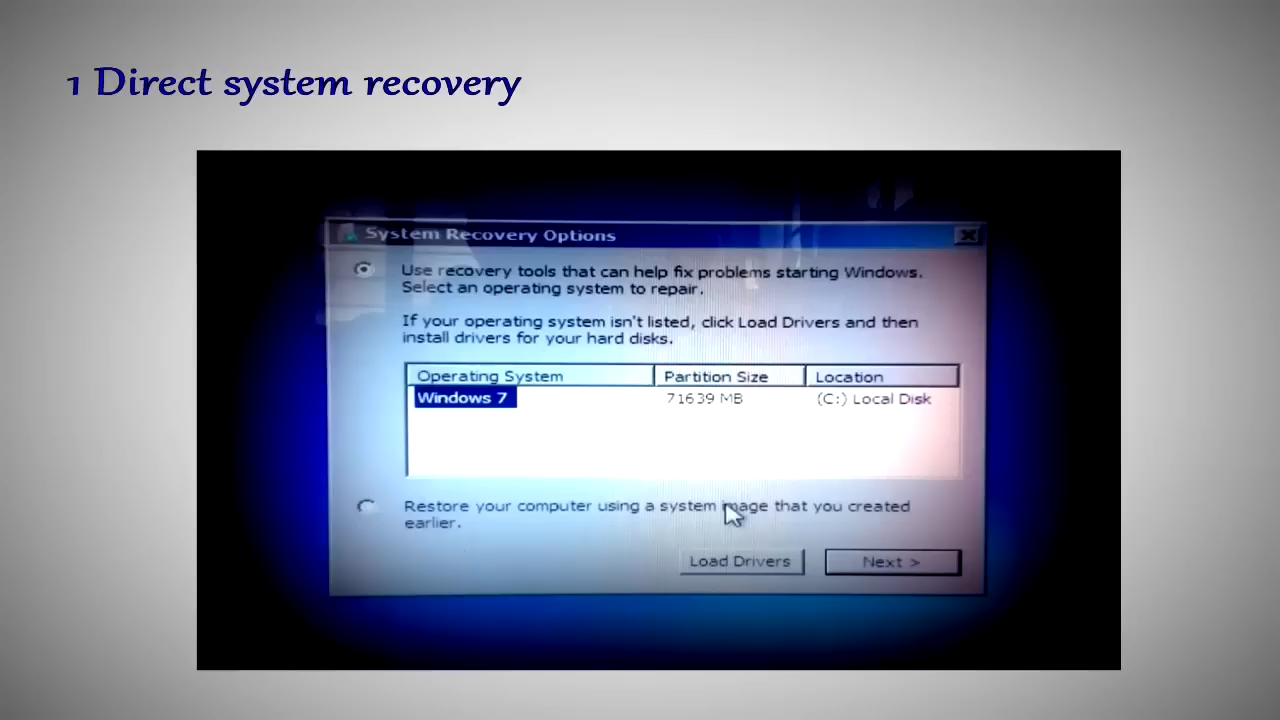 1 Direct system recovery
System Recovery Options
Use recovery tools that can help fix problems starting Windows.
Select an operating system to repair.
If your operating system isn't listed, click Load Drivers and then
install drivers for your hard disks.
Operating System Partition Size Location
Windows 7 71639 MB (C:) Local Disk
Restore your computer using a system image that you created
earlier.
Load Drivers Next >